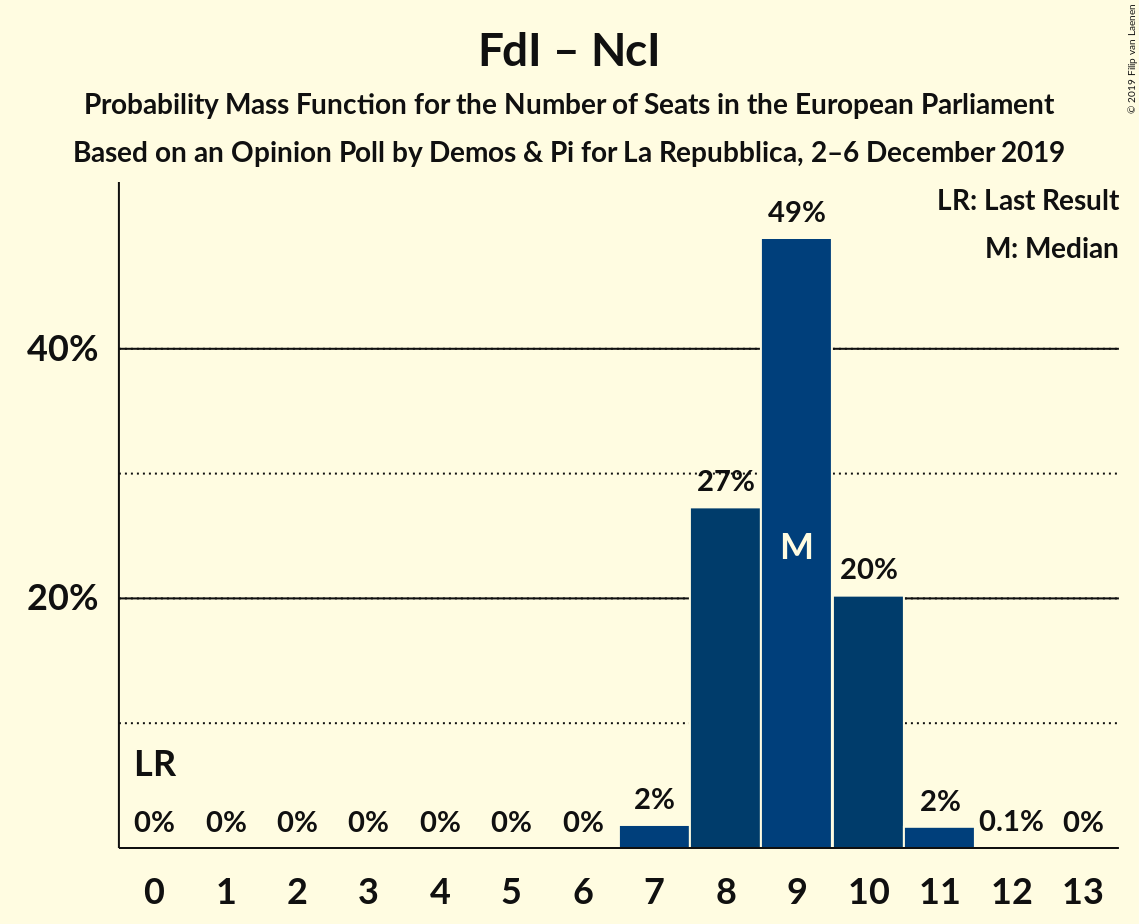 FdI – NcI
Probability Mass Function for the Number of Seats in the European Parliament
Based on an Opinion Poll by Demos & Pi for La Repubblica, 2–6 December 2019
© 2019 Filip van Laenen
LR: Last Result
M: Median
49%
40%
27%
M
20%
20%
LR
0% 0% 0% 0% 0% 0% 0% 2% 2% 0.1% 0%
0 1 2 3 4 5 6 7 8 9 10 11 12 13